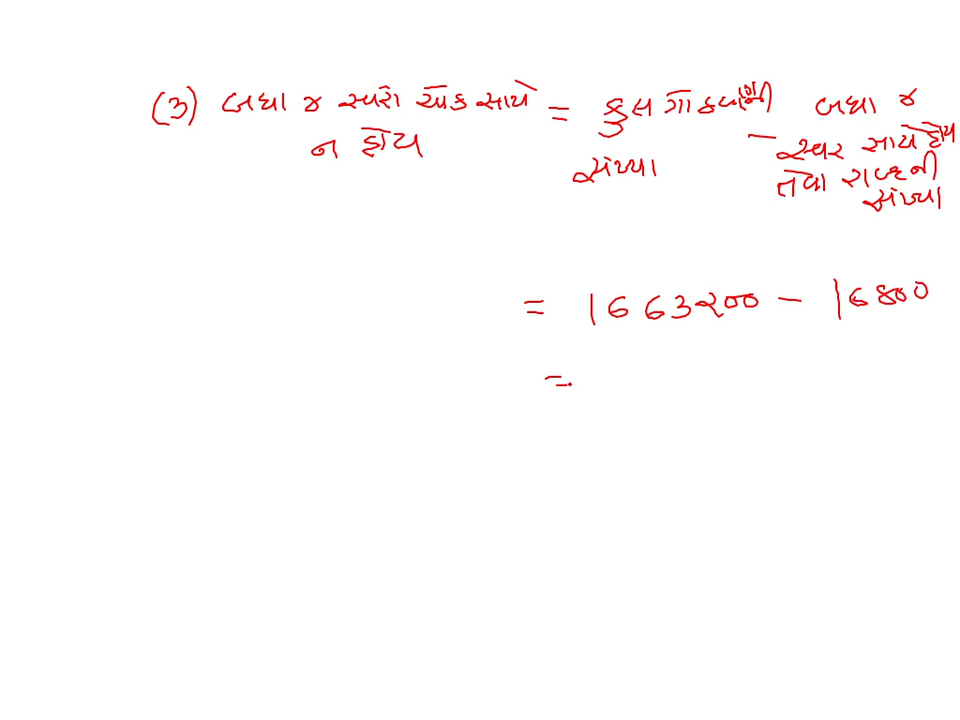 (3) બધા જ સ્વરો એક સાથે = કુલ ગોઠવણીની બધા જ
ન હોય સંખ્યા — સ્વર સાથે હોય
તેવા શબ્દની
સંખ્યા
= 1663200 - 16800
=